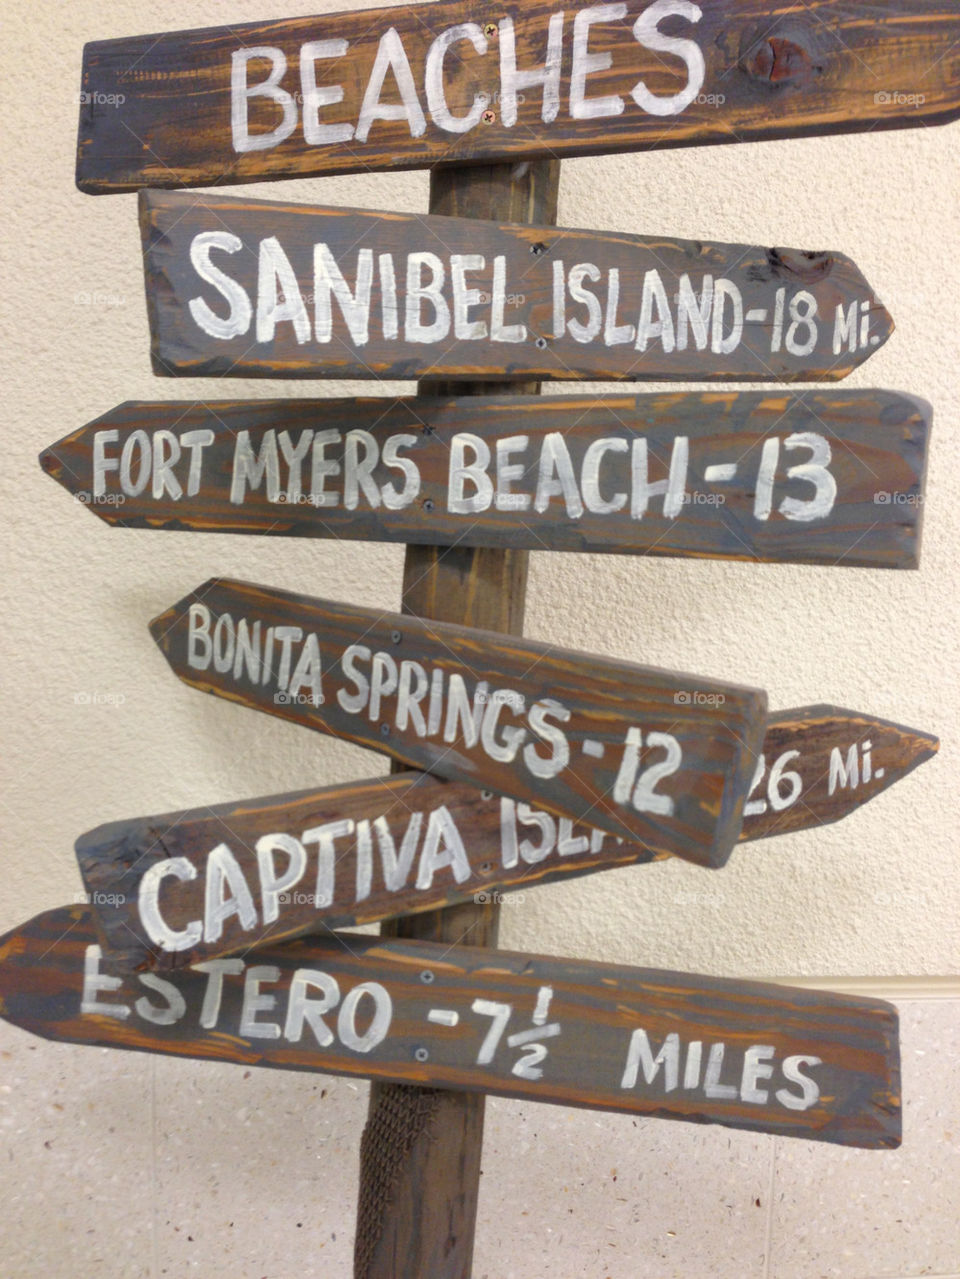 BEACHES
SANIBEL ISLAND-18 Mi.
FORT MYERS BEACH-13
BONITA SPRINGS-12
CAPTIVA 26 Mi.
ESTERO -7½ MILES